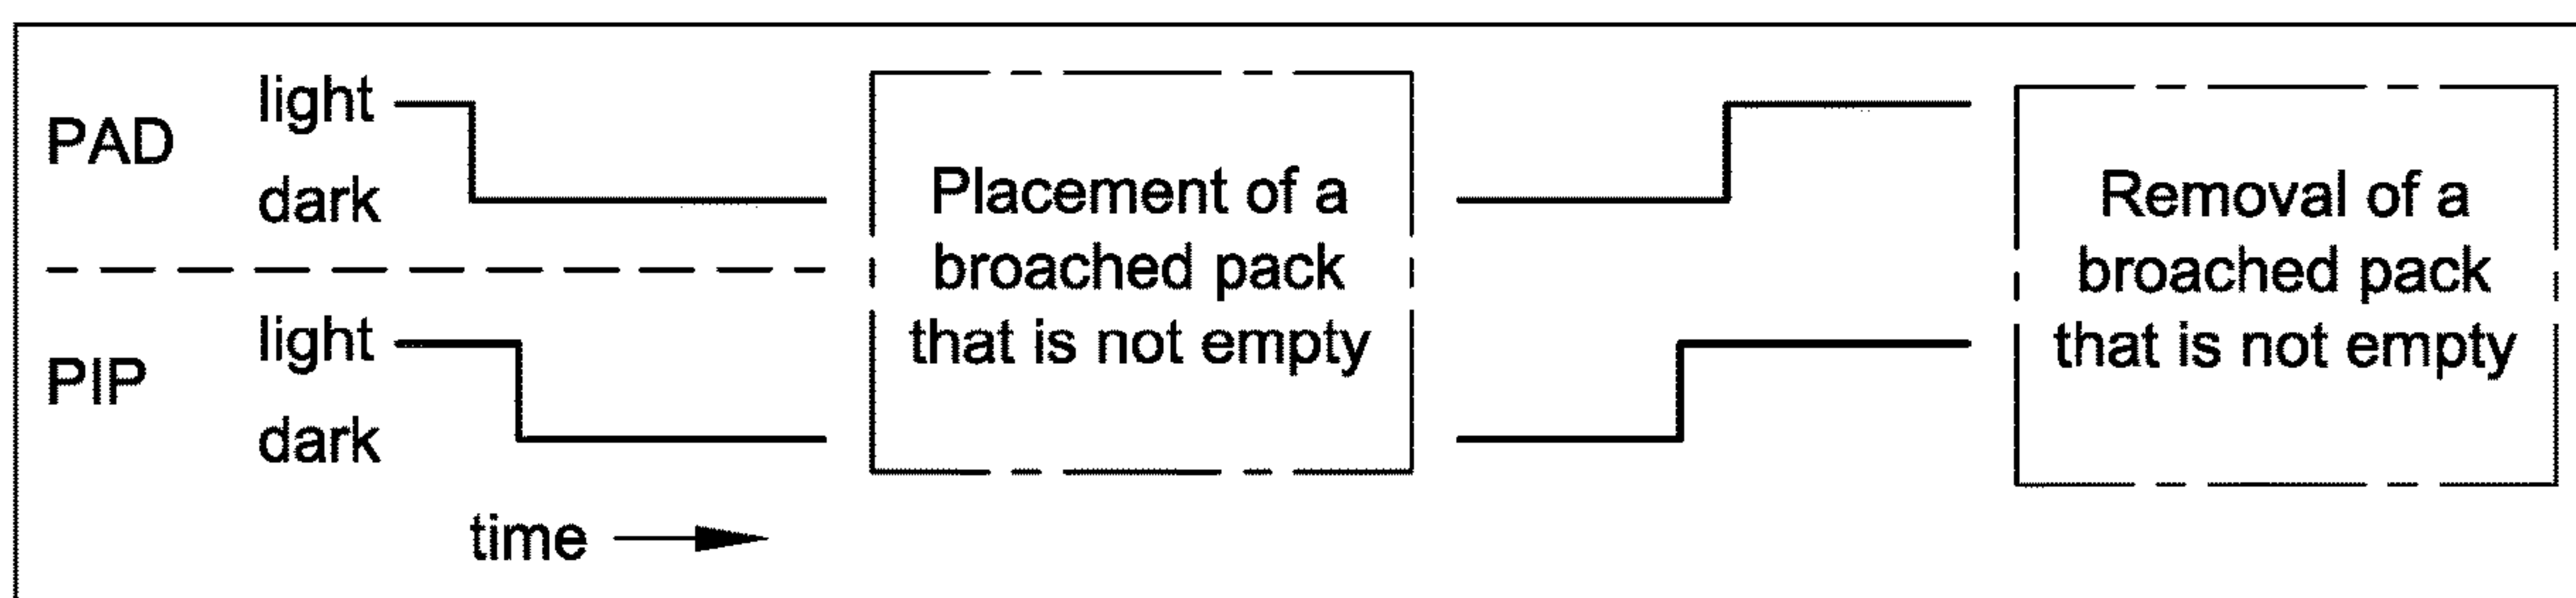 PAD
light
dark
Placement of a
broached pack
that is not empty
Removal of a
broached pack
that is not empty
PIP
light
dark
time